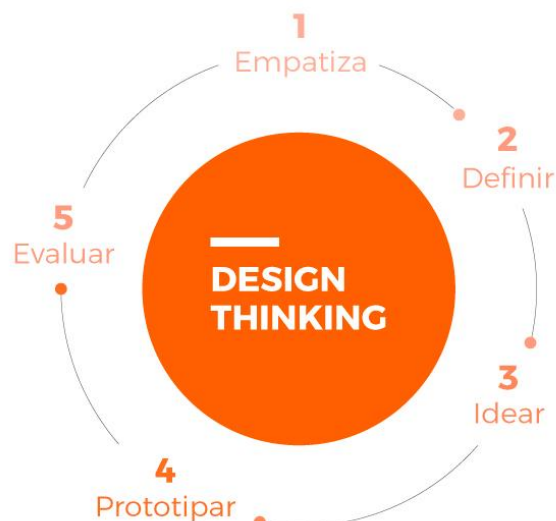 1
Empatiza
2
Definir
3
Idear
4
Prototipar
5
Evaluar
DESIGN
THINKING